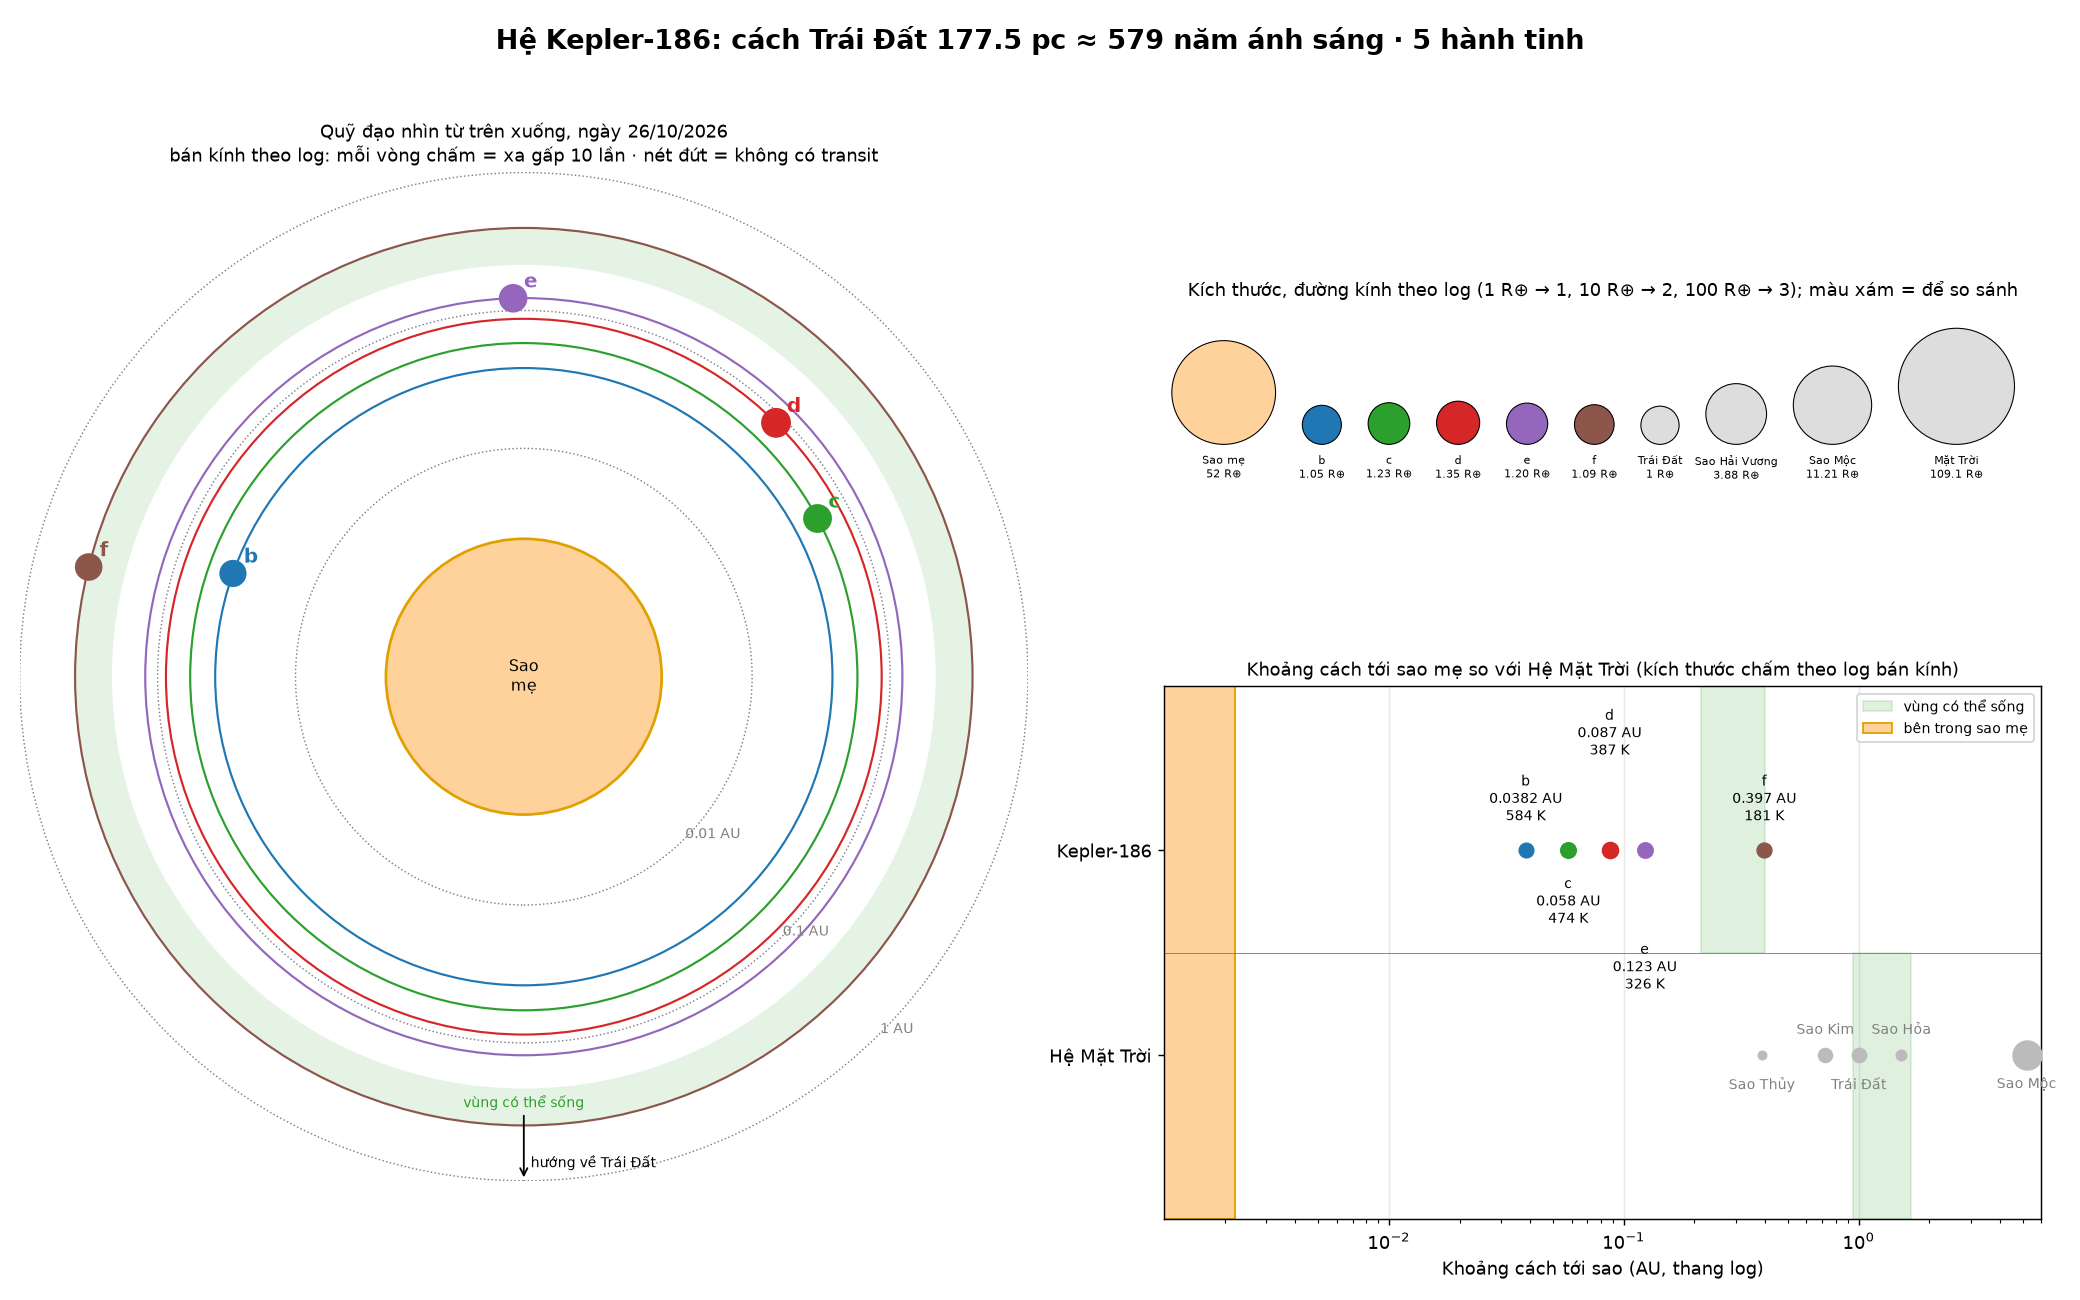 Hệ Kepler-186: cách Trái Đất 177.5 pc ≈ 579 năm ánh sáng · 5 hành tinh
Quỹ đạo nhìn từ trên xuống, ngày 26/10/2026
bán kính theo log: mỗi vòng chấm = xa gấp 10 lần · nét đứt = không có transit
e
d
c
f
b
Sao
mẹ
0.01 AU
0.1 AU
1 AU
vùng có thể sống
hướng về Trái Đất
Kích thước, đường kính theo log (1 R⊕ → 1, 10 R⊕ → 2, 100 R⊕ → 3); màu xám = để so sánh
Sao mẹ
52 R⊕
b
1.05 R⊕
c
1.23 R⊕
d
1.35 R⊕
e
1.20 R⊕
f
1.09 R⊕
Trái Đất
1 R⊕
Sao Hải Vương
3.88 R⊕
Sao Mộc
11.21 R⊕
Mặt Trời
109.1 R⊕
Khoảng cách tới sao mẹ so với Hệ Mặt Trời (kích thước chấm theo log bán kính)
vùng có thể sống
bên trong sao mẹ
d
0.087 AU
387 K
b
0.0382 AU
584 K
f
0.397 AU
181 K
Kepler-186
c
0.058 AU
474 K
e
0.123 AU
326 K
Sao Kim
Sao Hỏa
Hệ Mặt Trời
Sao Thủy
Trái Đất
Sao Mộc
10⁻²
10⁻¹
10⁰
Khoảng cách tới sao (AU, thang log)